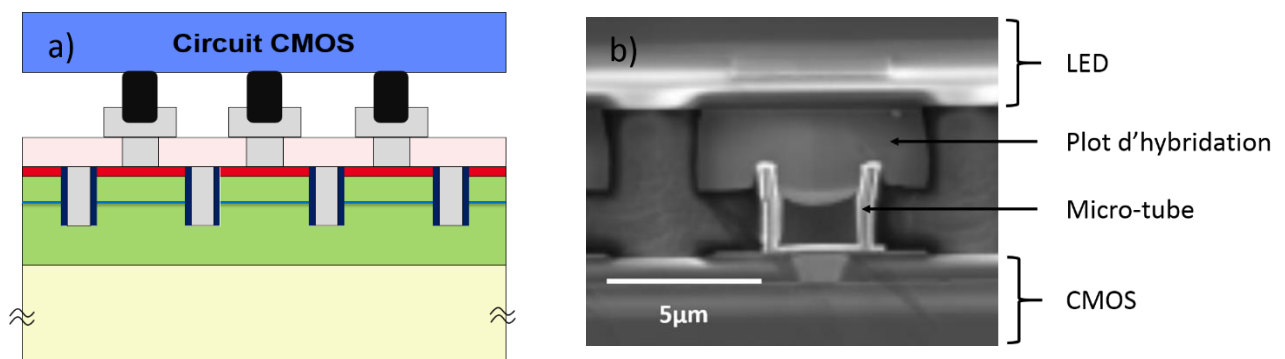 a)
Circuit CMOS
b)
5µm
LED
Plot d’hybridation
Micro-tube
CMOS